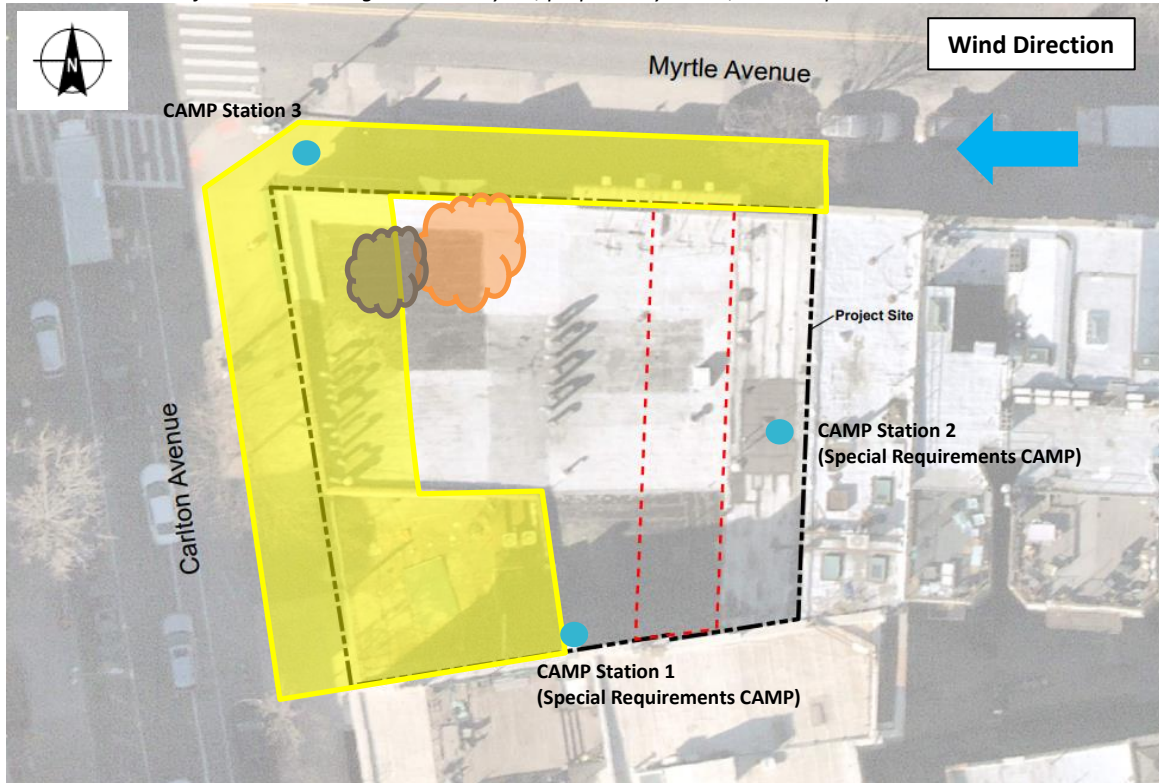 N
Wind Direction
Myrtle Avenue
CAMP Station 3
Project Site
Carlton Avenue
CAMP Station 2
(Special Requirements CAMP)
CAMP Station 1
(Special Requirements CAMP)